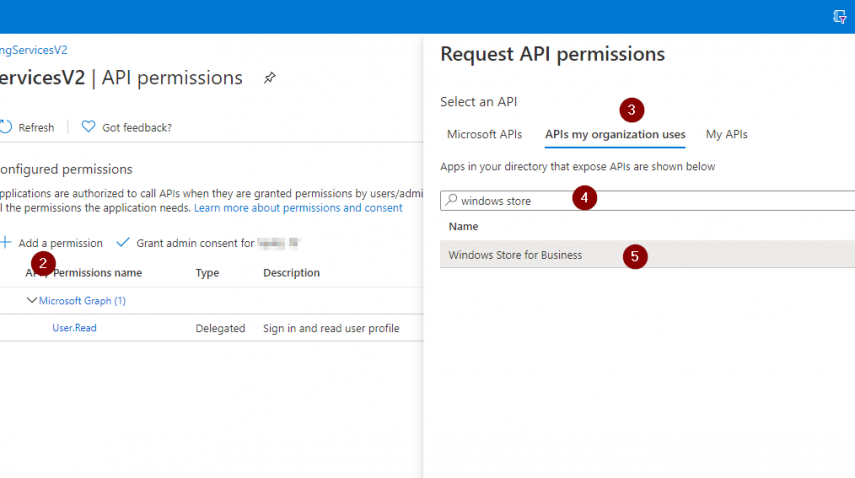 ngServicesV2
ervicesV2 | API permissions
Refresh
Got feedback?
onfigured permissions
pplications are authorized to call APIs when they are granted permissions by users/admi
l the permissions the application needs. Learn more about permissions and consent
Add a permission
Grant admin consent for
2
Permissions name
Type
Description
Microsoft Graph (1)
User.Read
Delegated
Sign in and read user profile
Request API permissions
Select an API
3
Microsoft APIs
APIs my organization uses
My APIs
Apps in your directory that expose APIs are shown below
windows store
4
Name
Windows Store for Business
5